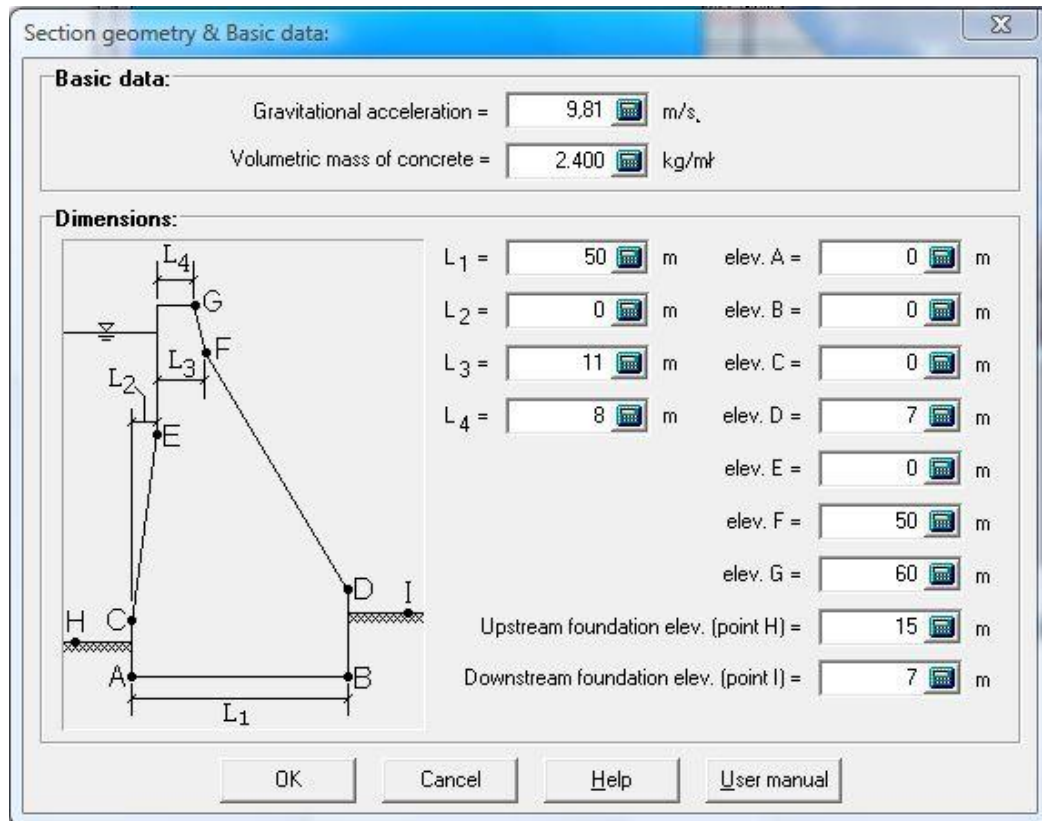 Section geometry & Basic data:
Basic data:
Gravitational acceleration = 9,81 m/s¸
Volumetric mass of concrete = 2.400 kg/mł
Dimensions:
L4
G
F
L3
L2
E
D
I
H
C
A
B
L1
L1 = 50 m elev. A = 0 m
L2 = 0 m elev. B = 0 m
L3 = 11 m elev. C = 0 m
L4 = 8 m elev. D = 7 m
elev. E = 0 m
elev. F = 50 m
elev. G = 60 m
Upstream foundation elev. (point H) = 15 m
Downstream foundation elev. (point I) = 7 m
OK Cancel Help User manual